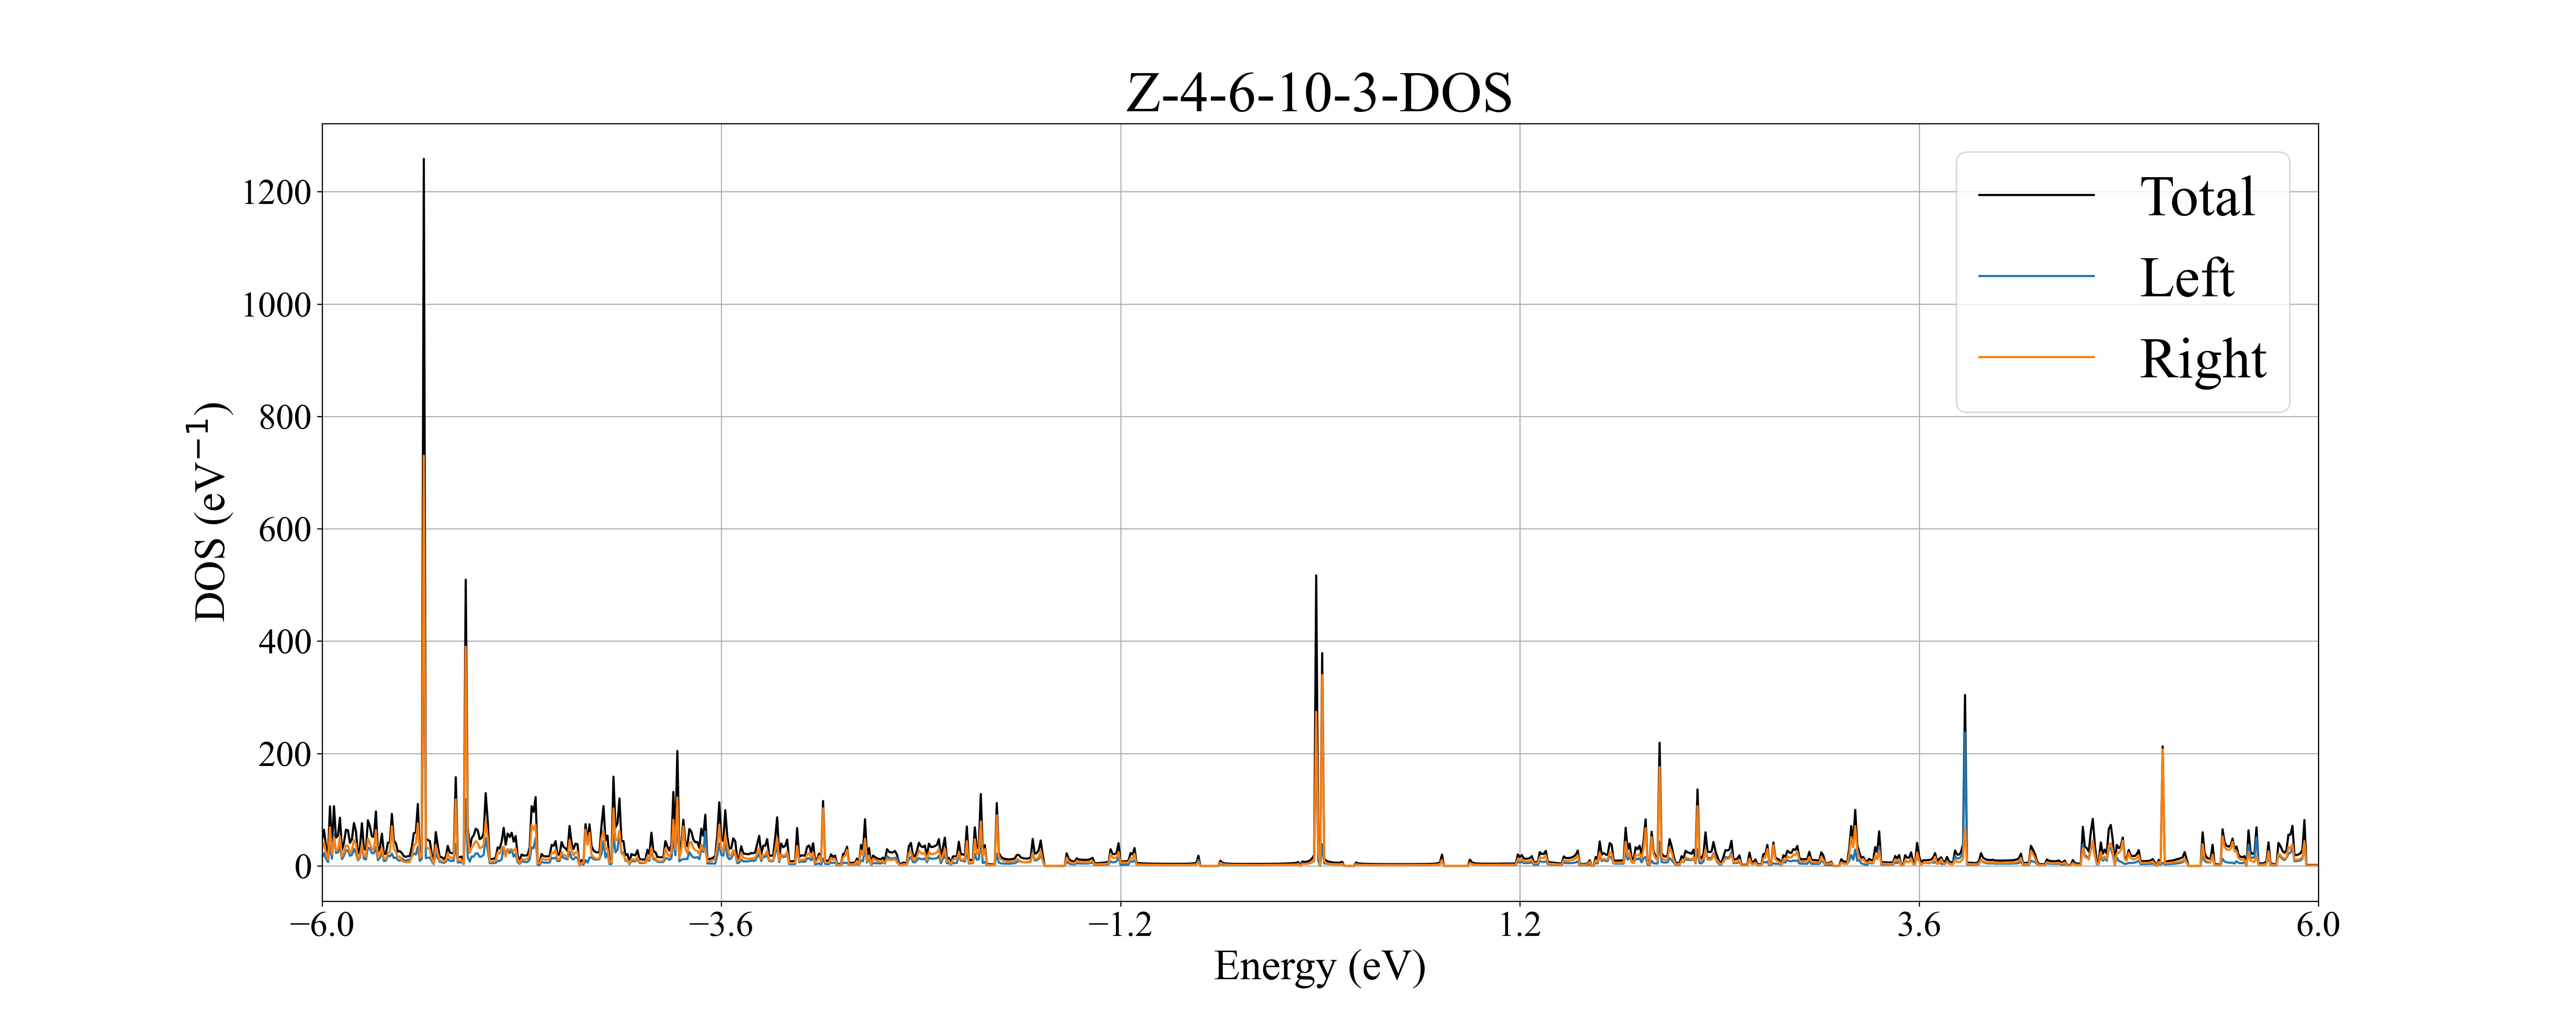 Z-4-6-10-3-DOS
1200
1000
800
600
400
200
0
DOS (eV⁻¹)
Total
Left
Right
−6.0 −3.6 −1.2 1.2 3.6 6.0
Energy (eV)